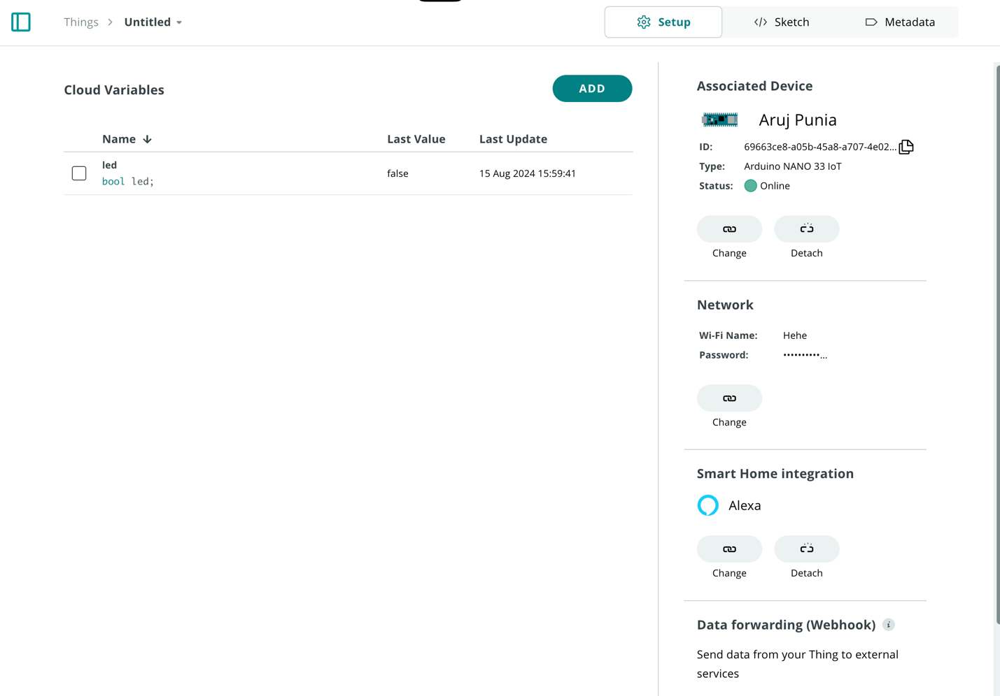 Things > Untitled
Setup
</> Sketch
Metadata
Cloud Variables
ADD
Name ↓ Last Value Last Update
led
bool led;
false
15 Aug 2024 15:59:41
Associated Device
Aruj Punia
ID: 69663ce8-a05b-45a8-a707-4e02...
Type: Arduino NANO 33 IoT
Status: Online
Change Detach
Network
Wi-Fi Name: Hehe
Password: ••••••••••...
Change
Smart Home integration
Alexa
Change Detach
Data forwarding (Webhook) i
Send data from your Thing to external
services